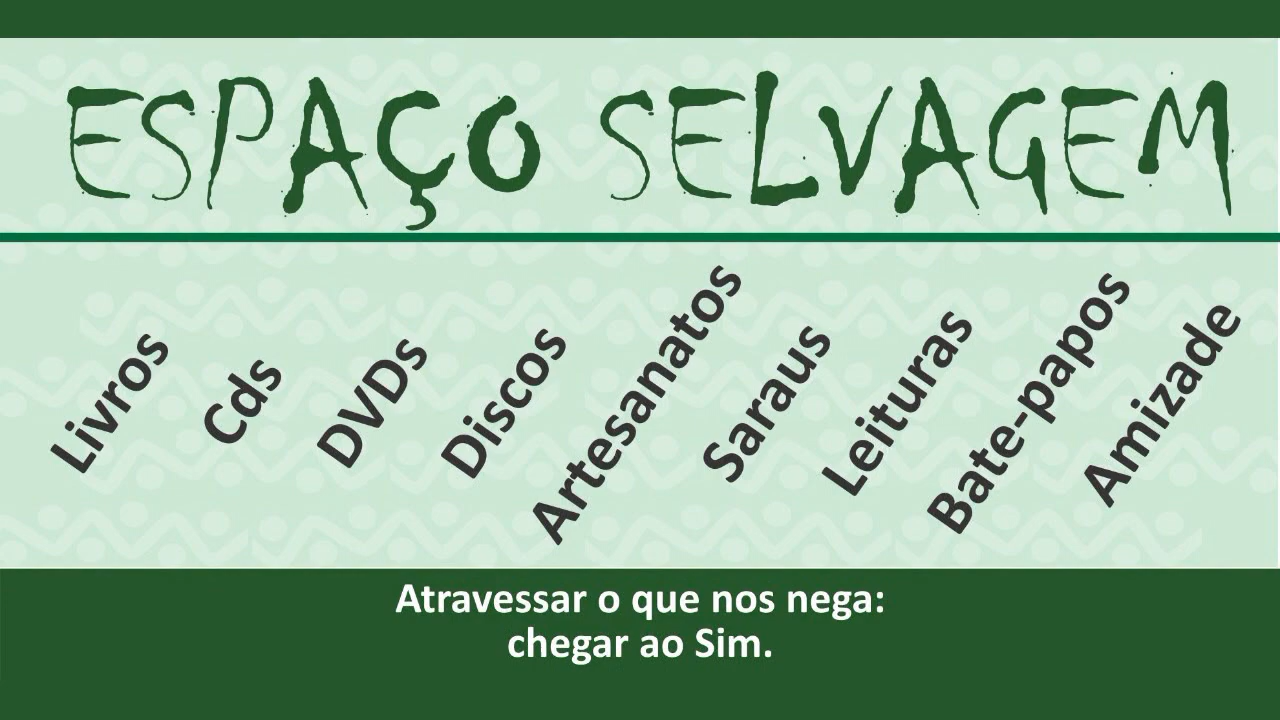 ESPAÇO SELVAGEM
Livros
Cds
DVDs
Discos
Artesanatos
Saraus
Leituras
Bate-papos
Amizade
Atravessar o que nos nega:
chegar ao Sim.